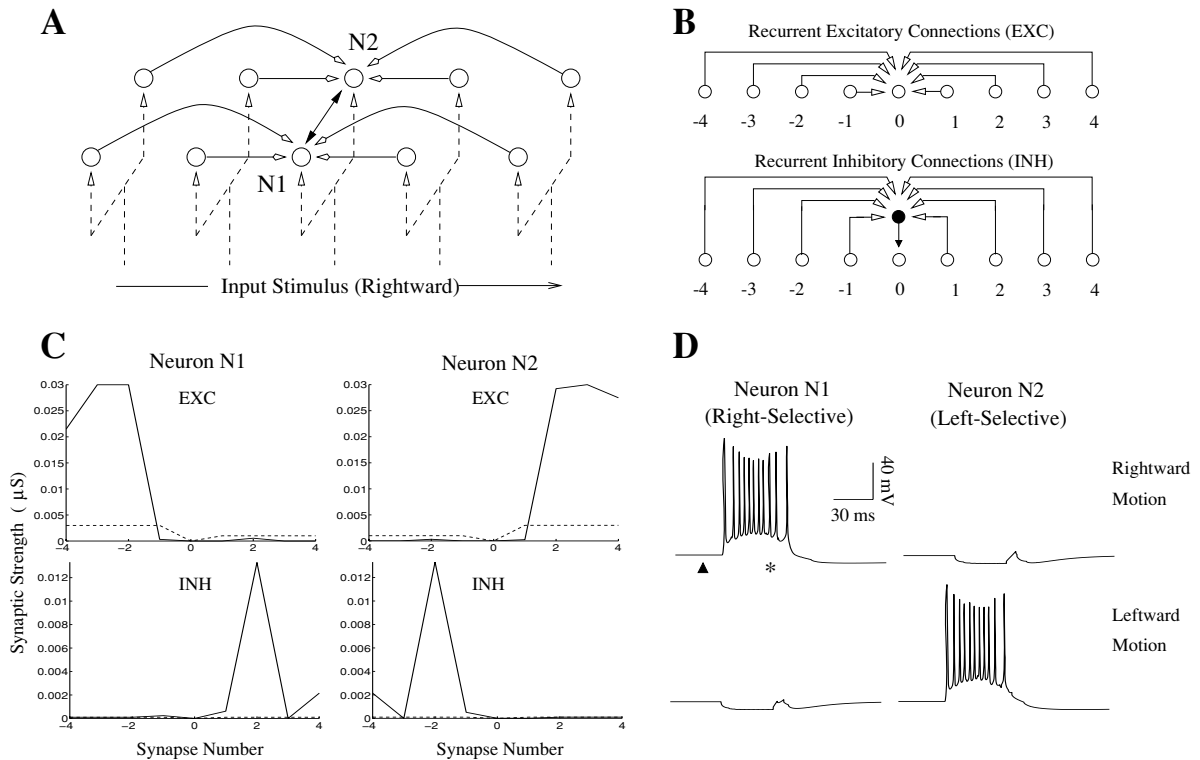 A
N2
N1
Input Stimulus (Rightward)
B
Recurrent Excitatory Connections (EXC)
-4 -3 -2 -1 0 1 2 3 4
Recurrent Inhibitory Connections (INH)
-4 -3 -2 -1 0 1 2 3 4
C
Neuron N1
Neuron N2
Synaptic Strength ( µS)
EXC
0.03
0.025
0.02
0.015
0.01
0.005
0
-4 -2 0 2 4
EXC
0.03
0.025
0.02
0.015
0.01
0.005
0
-4 -2 0 2 4
INH
0.012
0.01
0.008
0.006
0.004
0.002
0
-4 -2 0 2 4
INH
0.012
0.01
0.008
0.006
0.004
0.002
0
-4 -2 0 2 4
Synapse Number
Synapse Number
D
Neuron N1
(Right-Selective)
Neuron N2
(Left-Selective)
40 mV
30 ms
*
Rightward
Motion
Leftward
Motion